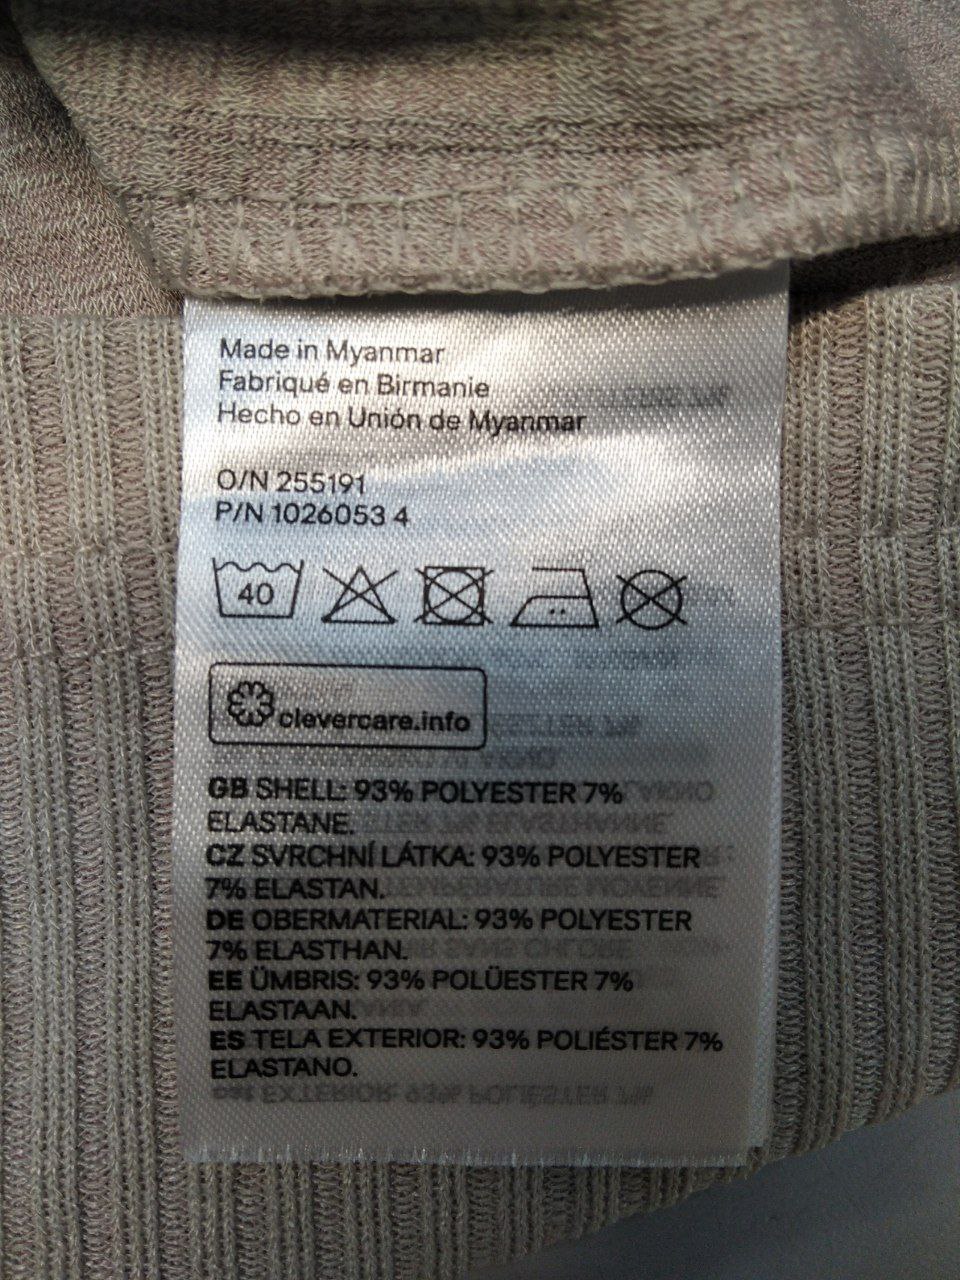 Made in Myanmar
Fabriqué en Birmanie
Hecho en Unión de Myanmar
O/N 255191
P/N 1026053 4
40
clevercare.info
GB SHELL: 93% POLYESTER 7%
ELASTANE.
CZ SVRCHNÍ LÁTKA: 93% POLYESTER
7% ELASTAN.
DE OBERMATERIAL: 93% POLYESTER
7% ELASTHAN.
EE ÜMBRIS: 93% POLÜESTER 7%
ELASTAAN.
ES TELA EXTERIOR: 93% POLIÉSTER 7%
ELASTANO.